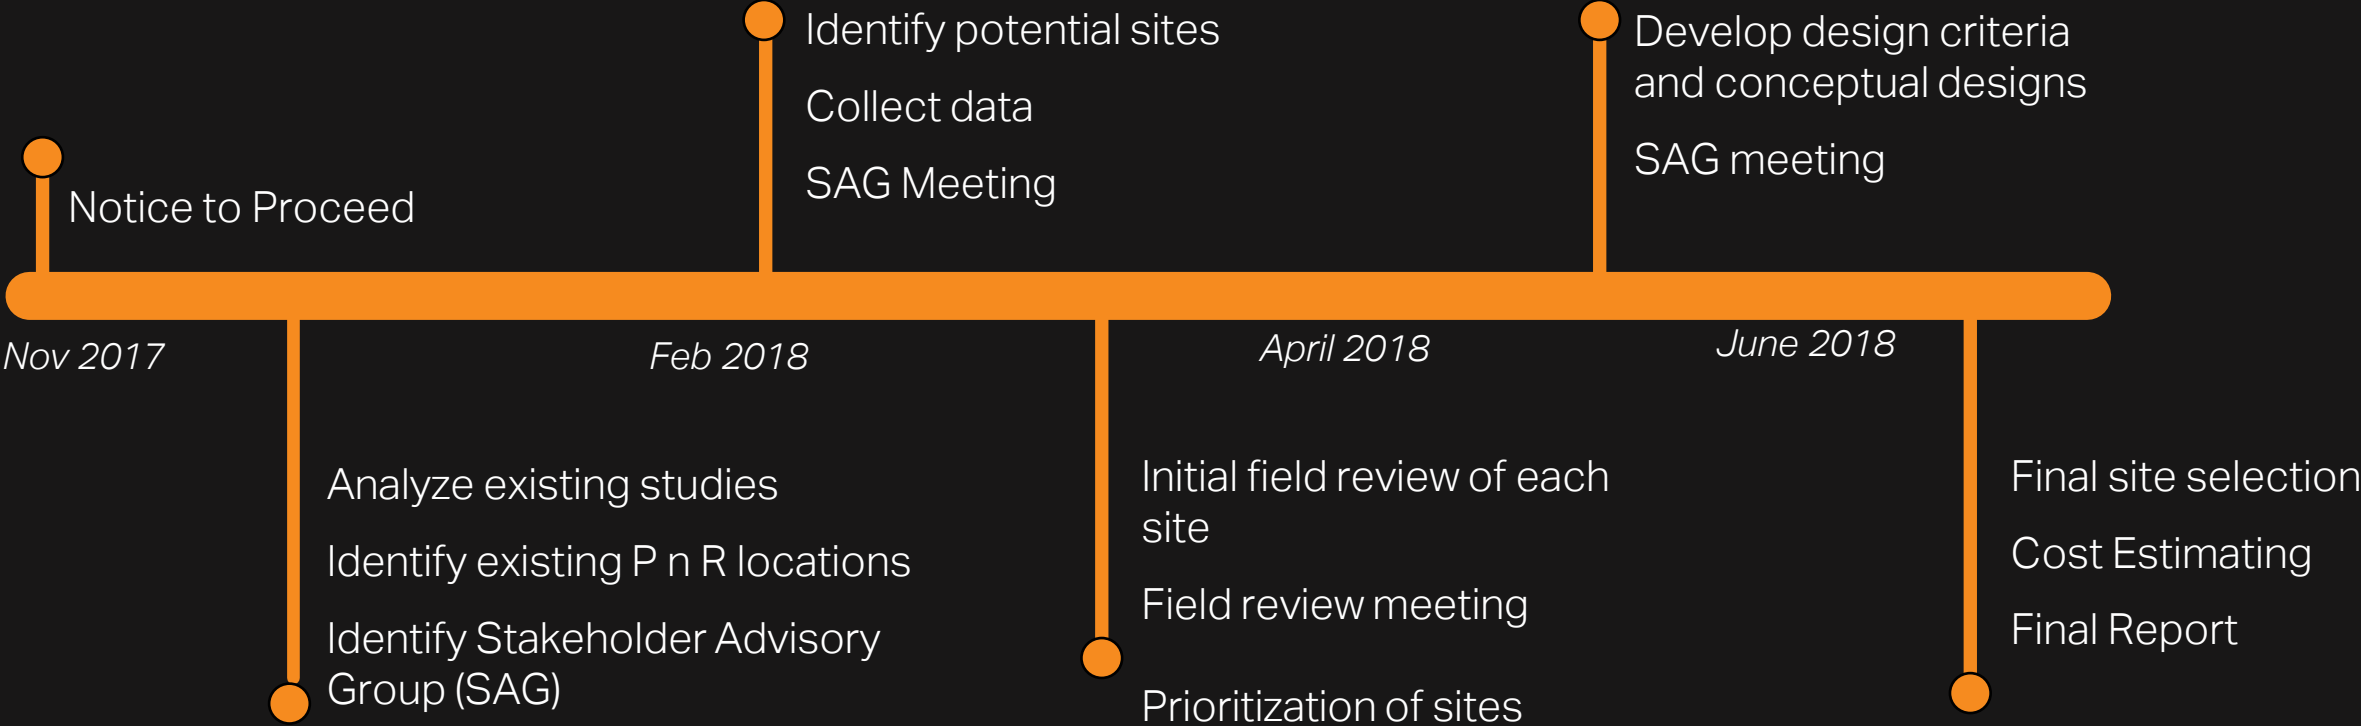 Notice to Proceed
Identify potential sites
Collect data
SAG Meeting
Develop design criteria
and conceptual designs
SAG meeting
Nov 2017
Feb 2018
April 2018
June 2018
Analyze existing studies
Identify existing P n R locations
Identify Stakeholder Advisory
Group (SAG)
Initial field review of each
site
Field review meeting
Prioritization of sites
Final site selection
Cost Estimating
Final Report